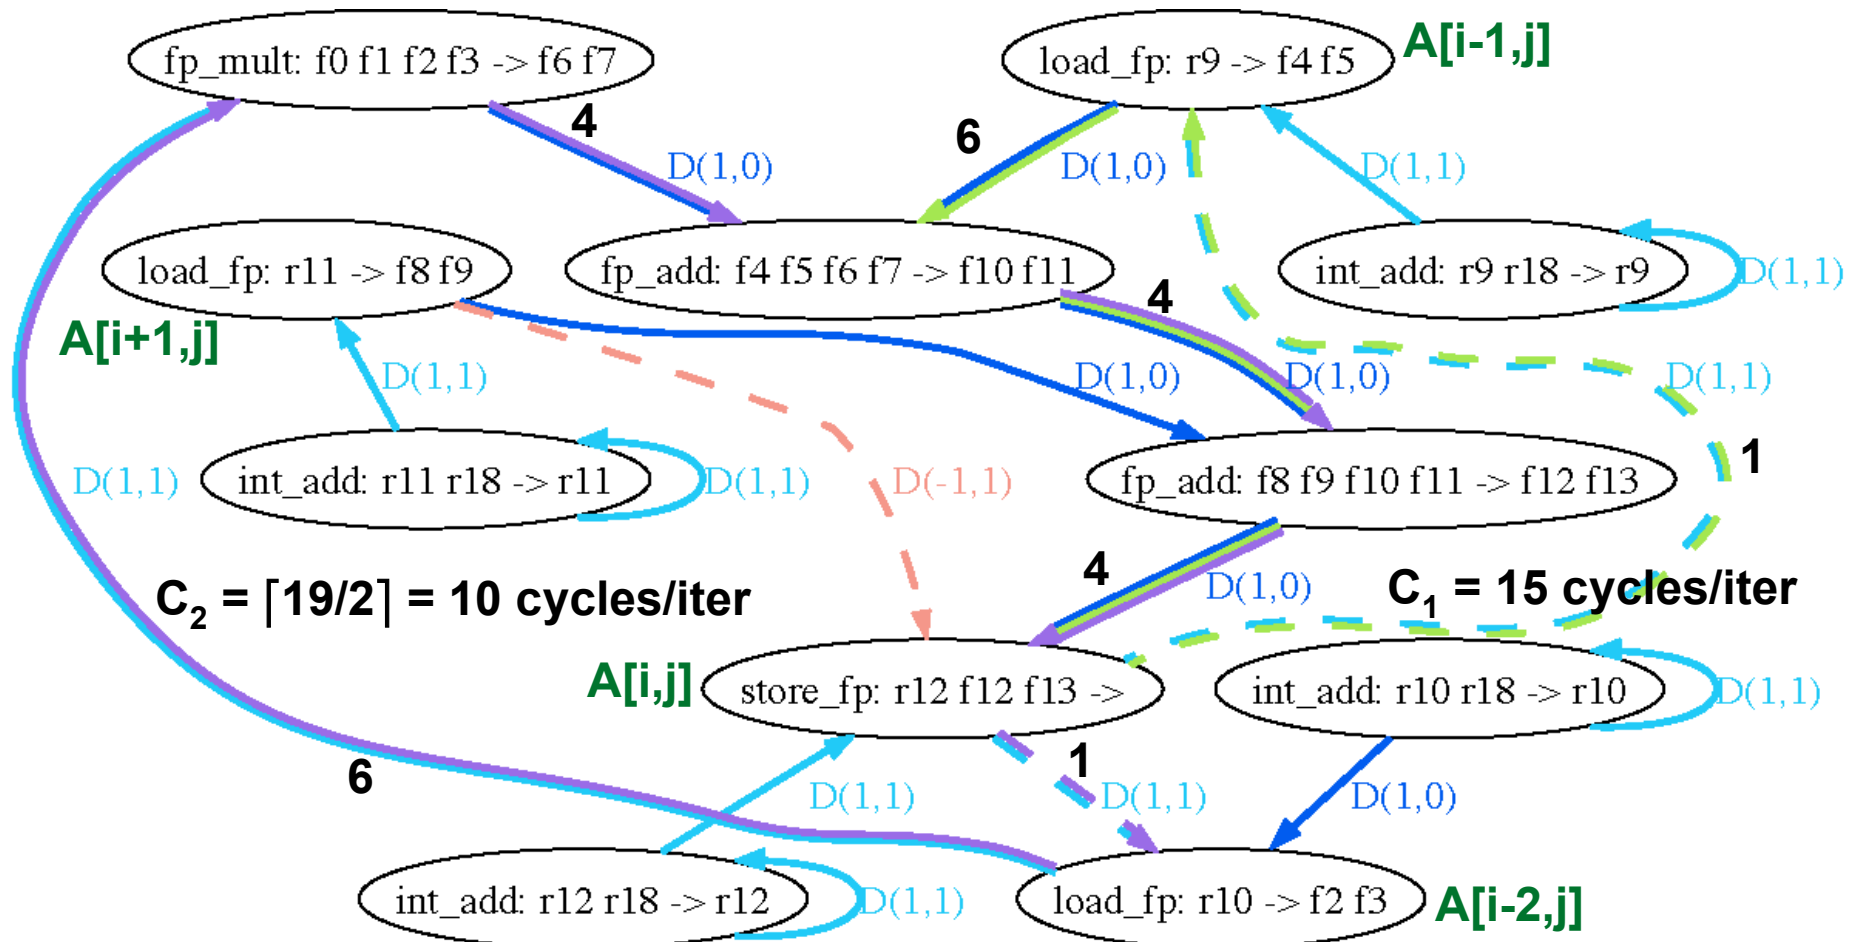 fp_mult: f0 f1 f2 f3 -> f6 f7
load_fp: r9 -> f4 f5
A[i-1,j]
4
6
D(1,0)
D(1,0)
D(1,1)
load_fp: r11 -> f8 f9
fp_add: f4 f5 f6 f7 -> f10 f11
int_add: r9 r18 -> r9
D(1,1)
4
A[i+1,j]
D(1,1)
D(1,0)
D(1,0)
D(1,1)
1
D(1,1)
int_add: r11 r18 -> r11
D(1,1)
D(-1,1)
fp_add: f8 f9 f10 f11 -> f12 f13
4
D(1,0)
C₂ = ⌈19/2⌉ = 10 cycles/iter
C₁ = 15 cycles/iter
A[i,j]
store_fp: r12 f12 f13 ->
int_add: r10 r18 -> r10
D(1,1)
6
1
D(1,1)
D(1,1)
D(1,0)
int_add: r12 r18 -> r12
D(1,1)
load_fp: r10 -> f2 f3
A[i-2,j]